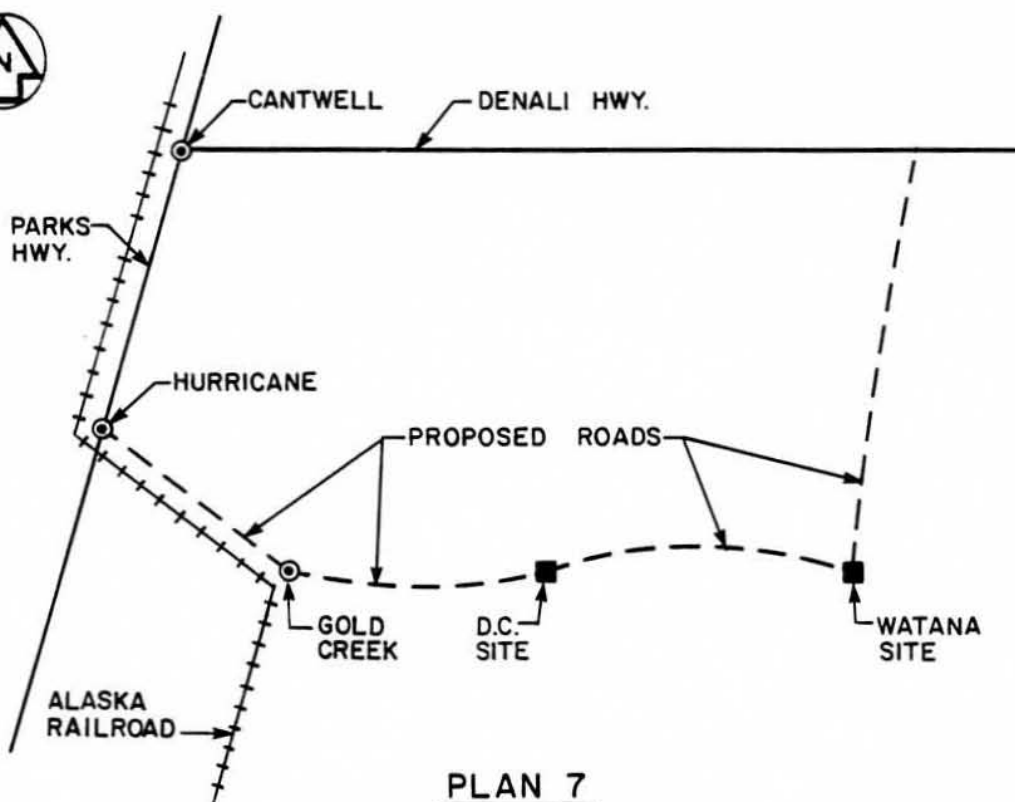 N
CANTWELL
DENALI HWY.
PARKS
HWY.
HURRICANE
PROPOSED ROADS
GOLD
CREEK
D.C.
SITE
WATANA
SITE
ALASKA
RAILROAD
PLAN 7